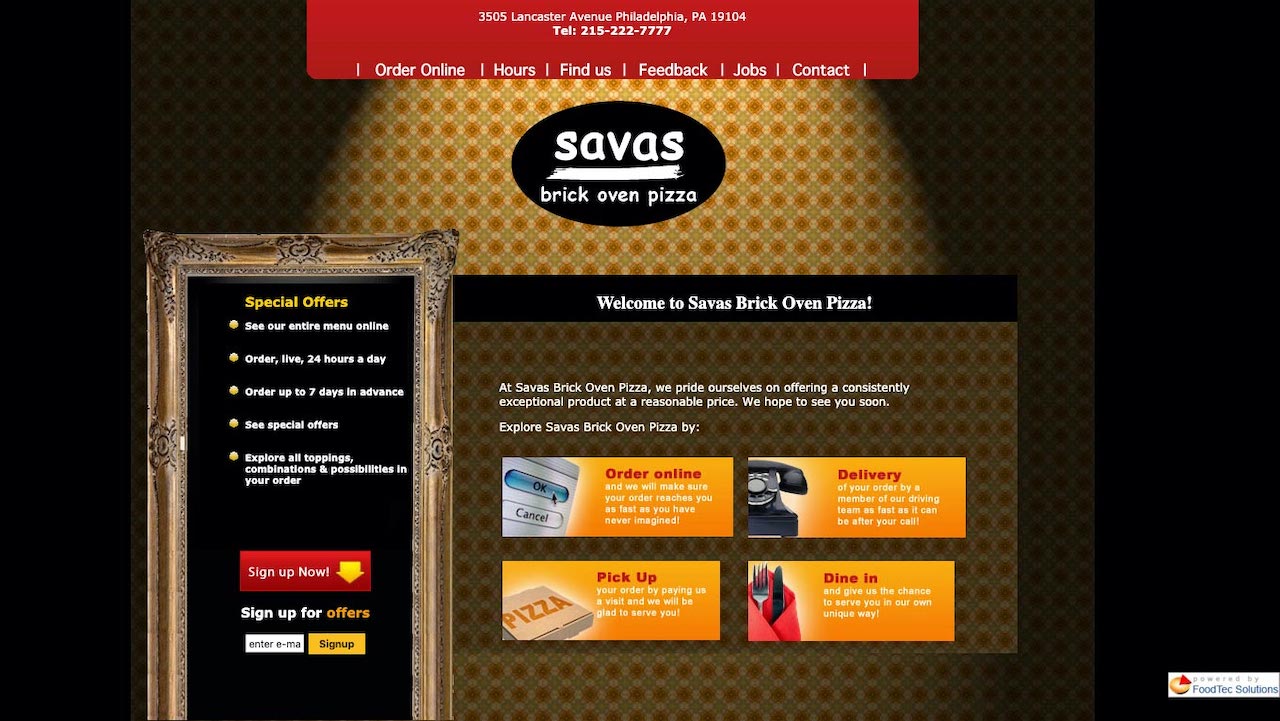 3505 Lancaster Avenue Philadelphia, PA 19104
Tel: 215-222-7777
| Order Online | Hours | Find us | Feedback | Jobs | Contact |
savas
brick oven pizza
Special Offers
See our entire menu online
Order, live, 24 hours a day
Order up to 7 days in advance
See special offers
Explore all toppings,
combinations & possibilities in
your order
Sign up Now!
Sign up for offers
enter e-ma
Signup
Welcome to Savas Brick Oven Pizza!
At Savas Brick Oven Pizza, we pride ourselves on offering a consistently
exceptional product at a reasonable price. We hope to see you soon.
Explore Savas Brick Oven Pizza by:
OK
Cancel
Order online
and we will make sure
your order reaches you
as fast as you have
never imagined!
Delivery
of your order by a
member of our driving
team as fast as it can
be after your call!
PIZZA
Pick Up
your order by paying us
a visit and we will be
glad to serve you!
Dine in
and give us the chance
to serve you in our own
unique way!
powered by
FoodTec Solutions